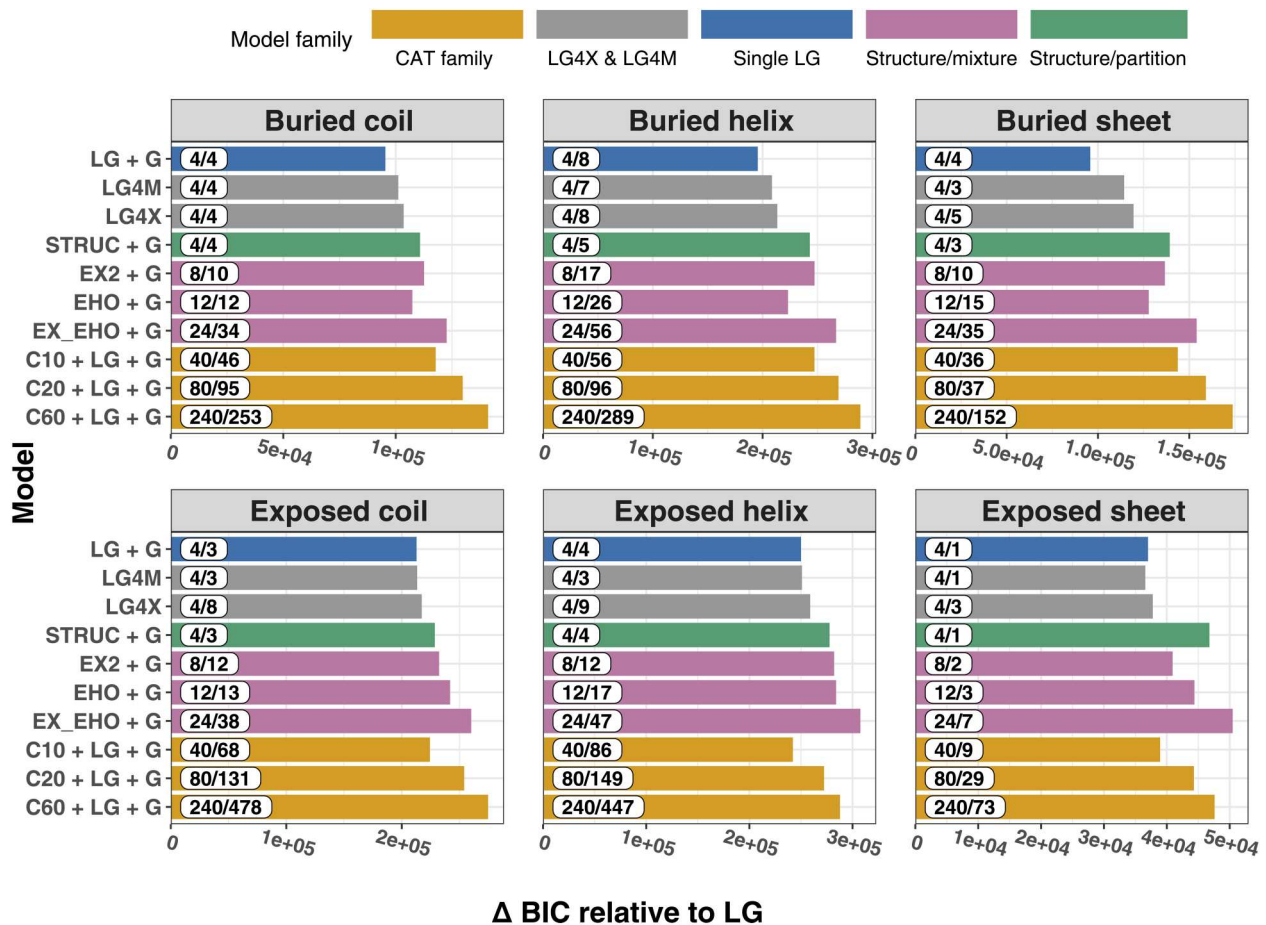 Model family
CAT family LG4X & LG4M Single LG Structure/mixture Structure/partition
Buried coil Buried helix Buried sheet
LG + G 4/4 4/8 4/4
LG4M 4/4 4/7 4/3
LG4X 4/4 4/8 4/5
STRUC + G 4/4 4/5 4/3
EX2 + G 8/10 8/17 8/10
EHO + G 12/12 12/26 12/15
EX_EHO + G 24/34 24/56 24/35
C10 + LG + G 40/46 40/56 40/36
C20 + LG + G 80/95 80/96 80/37
C60 + LG + G 240/253 240/289 240/152
0 5e+04 1e+05 0 1e+05 2e+05 3e+05 0 5.0e+04 1.0e+05 1.5e+05
Model
Exposed coil Exposed helix Exposed sheet
LG + G 4/3 4/4 4/1
LG4M 4/3 4/3 4/1
LG4X 4/8 4/9 4/3
STRUC + G 4/3 4/4 4/1
EX2 + G 8/12 8/12 8/2
EHO + G 12/13 12/17 12/3
EX_EHO + G 24/38 24/47 24/7
C10 + LG + G 40/68 40/86 40/9
C20 + LG + G 80/131 80/149 80/29
C60 + LG + G 240/478 240/447 240/73
0 1e+05 2e+05 0 1e+05 2e+05 3e+05 0 1e+04 2e+04 3e+04 4e+04 5e+04
Δ BIC relative to LG